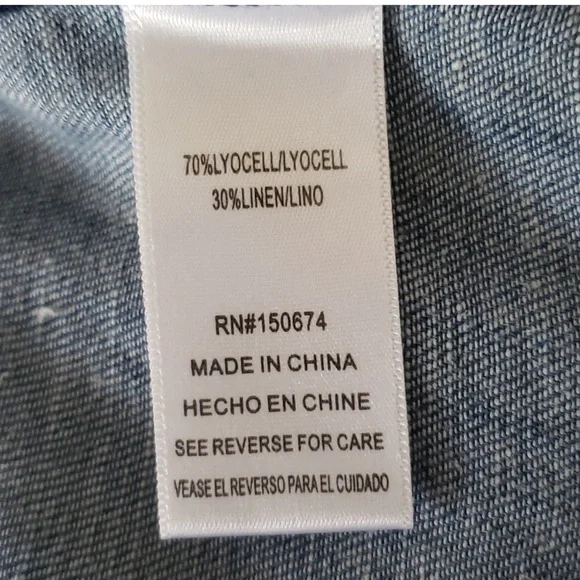 70%LYOCELL/LYOCELL
30%LINEN/LINO
RN#150674
MADE IN CHINA
HECHO EN CHINE
SEE REVERSE FOR CARE
VEASE EL REVERSO PARA EL CUIDADO